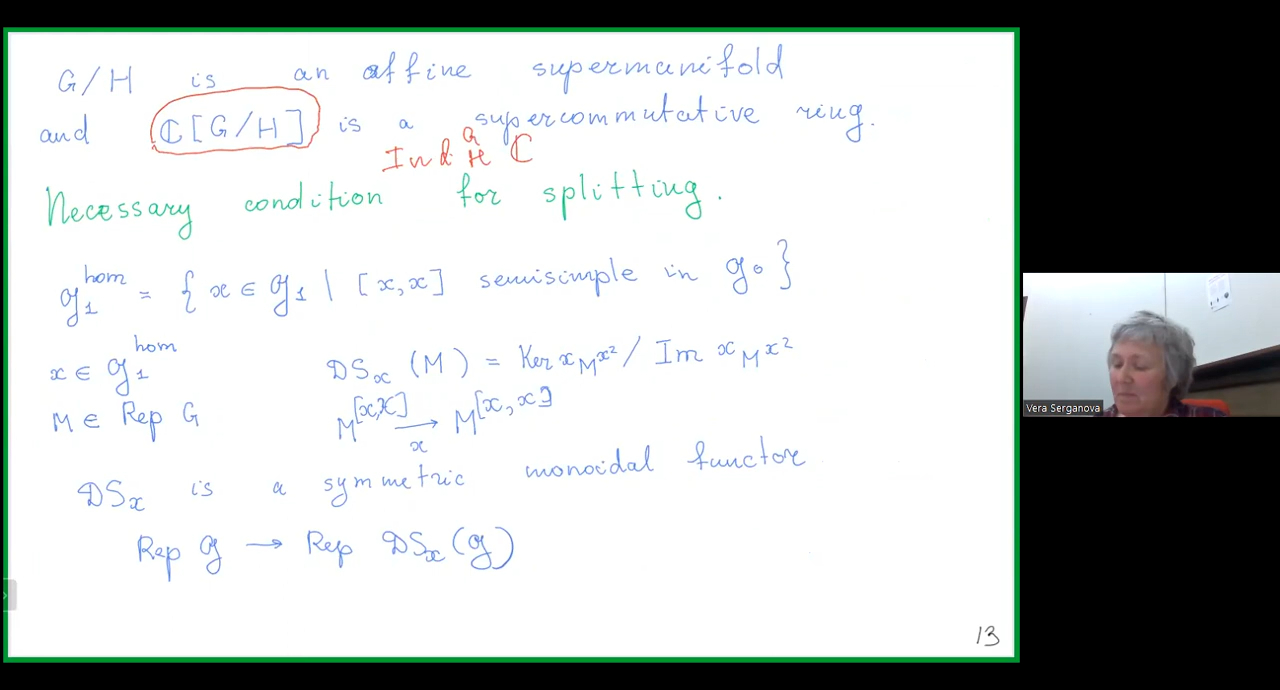 G/H is an affine supermanifold
and ℂ[G/H] is a supercommutative ring.
Ind_H^G ℂ
Necessary condition for splitting.
g_1^hom = { x ∈ g_1 | [x,x] semisimple in g_0 }
x ∈ g_1^hom DS_x (M) = Ker x_{M^{x^2}} / Im x_{M^{x^2}}
M ∈ Rep G M^{[x,x]} →_x M^{[x,x]}
DS_x is a symmetric monoidal functor
Rep g → Rep DS_x(g)
13
Vera Serganova